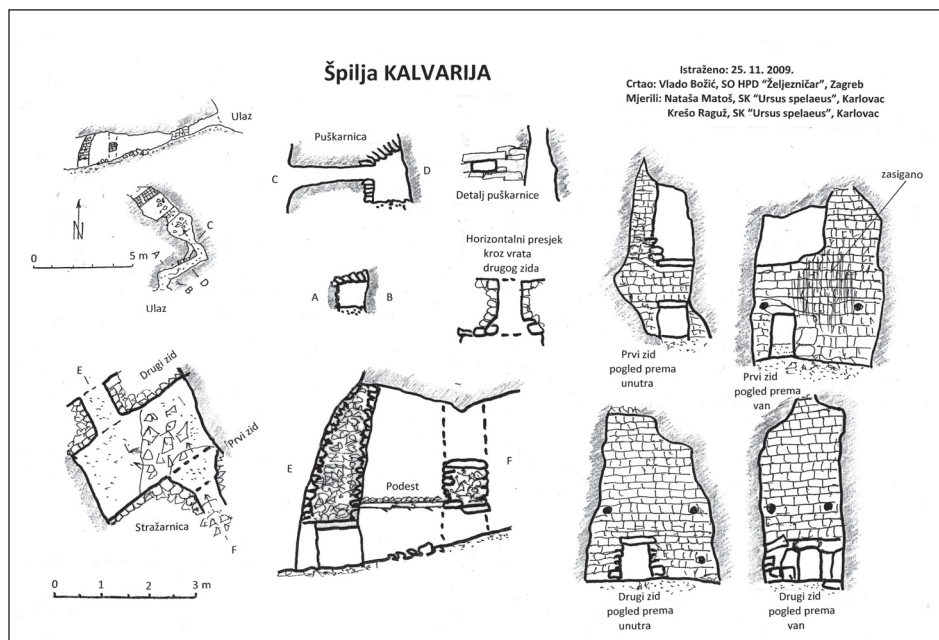 Špilja KALVARIJA
Istraženo: 25. 11. 2009.
Crtao: Vlado Božić, SO HPD “Željezničar”, Zagreb
Mjerili: Nataša Matoš, SK “Ursus spelaeus”, Karlovac
Krešo Raguž, SK “Ursus spelaeus”, Karlovac
Ulaz
N
0
5 m
A
B
C
D
Ulaz
Puškarnica
C
D
Detalj puškarnice
A
B
Horizontalni presjek
kroz vrata
drugog zida
zasigano
Prvi zid
pogled prema
unutra
Prvi zid
pogled prema
van
E
Drugi zid
Prvi zid
Stražarnica
F
0 1 2 3 m
E
Podest
F
Drugi zid
pogled prema
unutra
Drugi zid
pogled prema
van